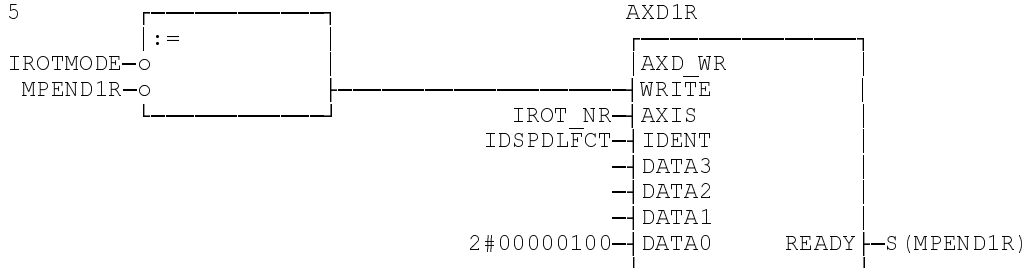 5 AXD1R
:=
IROTMODE AXD_WR
MPEND1R WRITE
IROT_NR AXIS
IDSPDLFCT IDENT
DATA3
DATA2
DATA1
2#00000100 DATA0 READY S(MPEND1R)